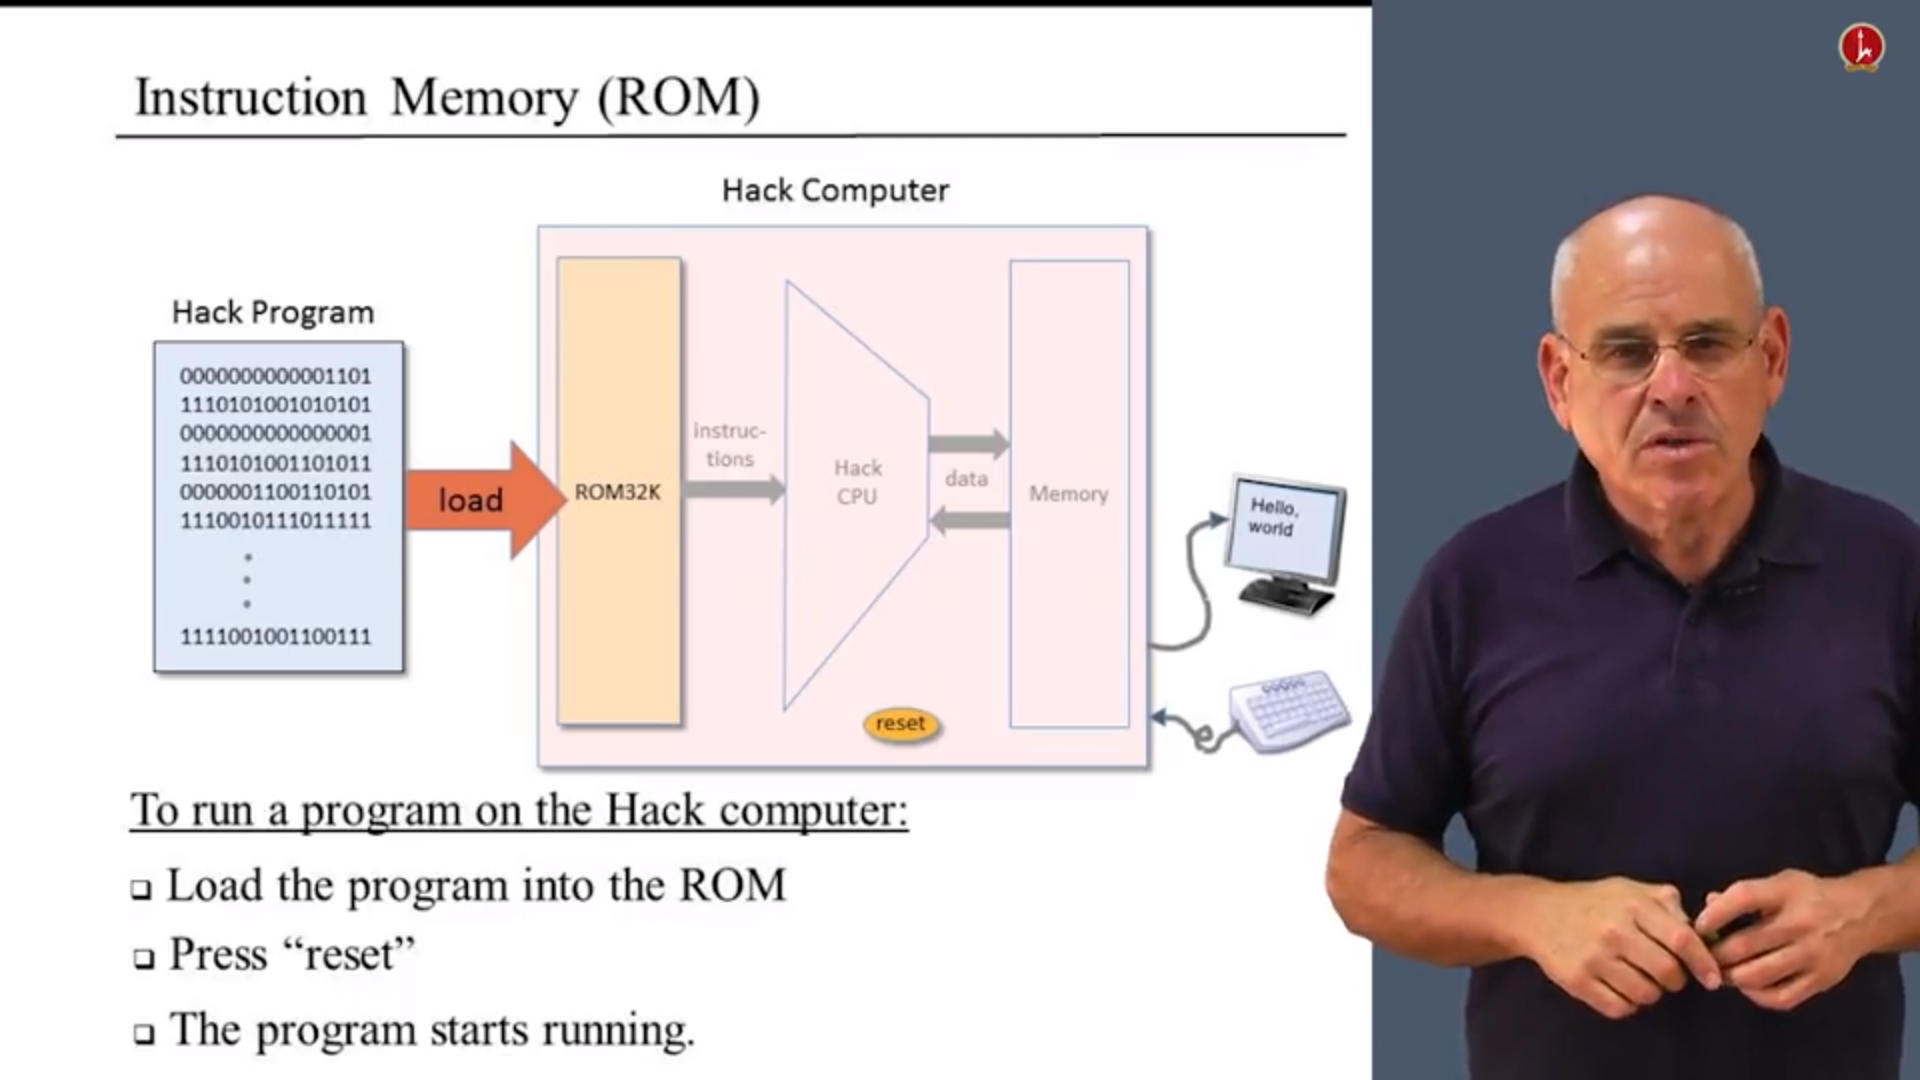 Instruction Memory (ROM)
Hack Computer
Hack Program
0000000000001101
1110101001010101
0000000000000001
1110101001101011
0000001100110101
1110010111011111
1111001001100111
load
ROM32K
instruc-
tions
Hack
CPU
data
Memory
reset
Hello,
world
To run a program on the Hack computer:
❑ Load the program into the ROM
❑ Press “reset”
❑ The program starts running.